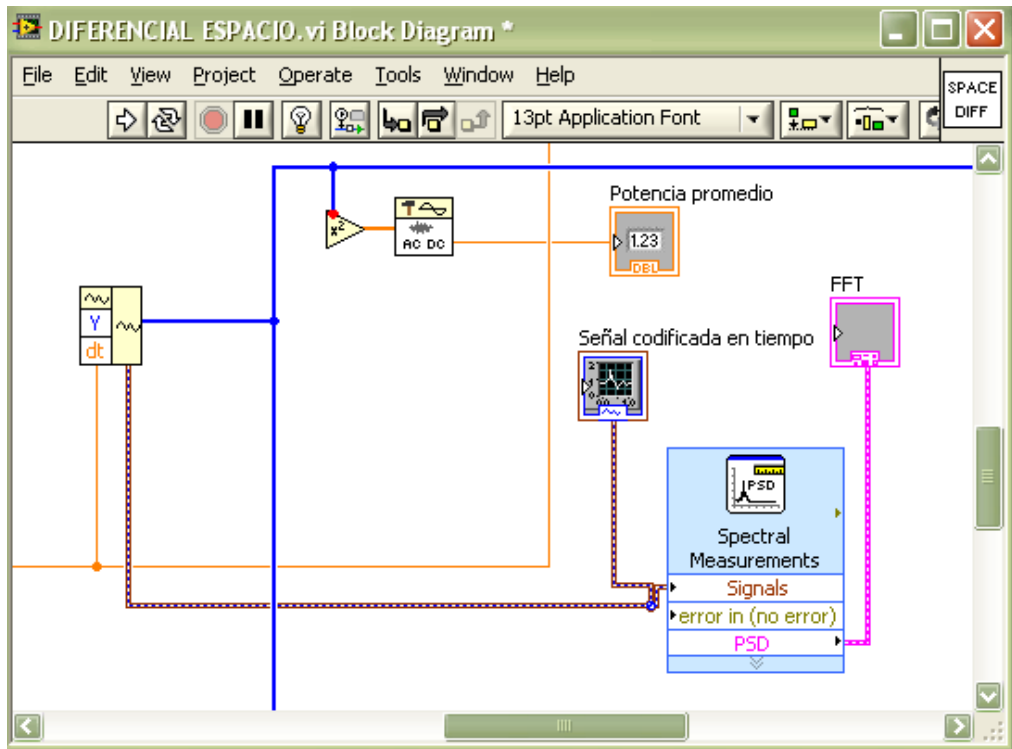 DIFERENCIAL ESPACIO.vi Block Diagram *
File Edit View Project Operate Tools Window Help
SPACE
DIFF
13pt Application Font
Potencia promedio
x²
AC DC
1.23
DBL
FFT
Y
dt
Señal codificada en tiempo
PSD
Spectral
Measurements
Signals
error in (no error)
PSD